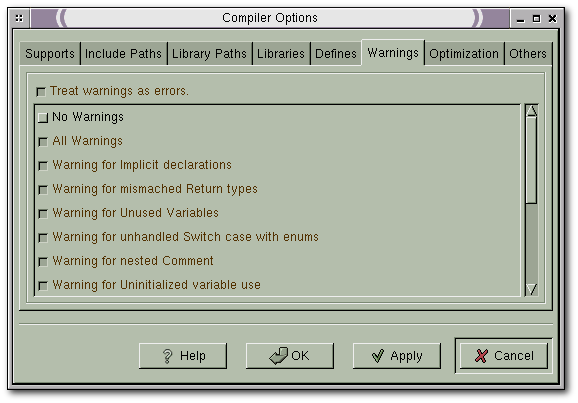 Compiler Options
Supports Include Paths Library Paths Libraries Defines Warnings Optimization Others
Treat warnings as errors.
No Warnings
All Warnings
Warning for Implicit declarations
Warning for mismached Return types
Warning for Unused Variables
Warning for unhandled Switch case with enums
Warning for nested Comment
Warning for Uninitialized variable use
Help OK Apply Cancel